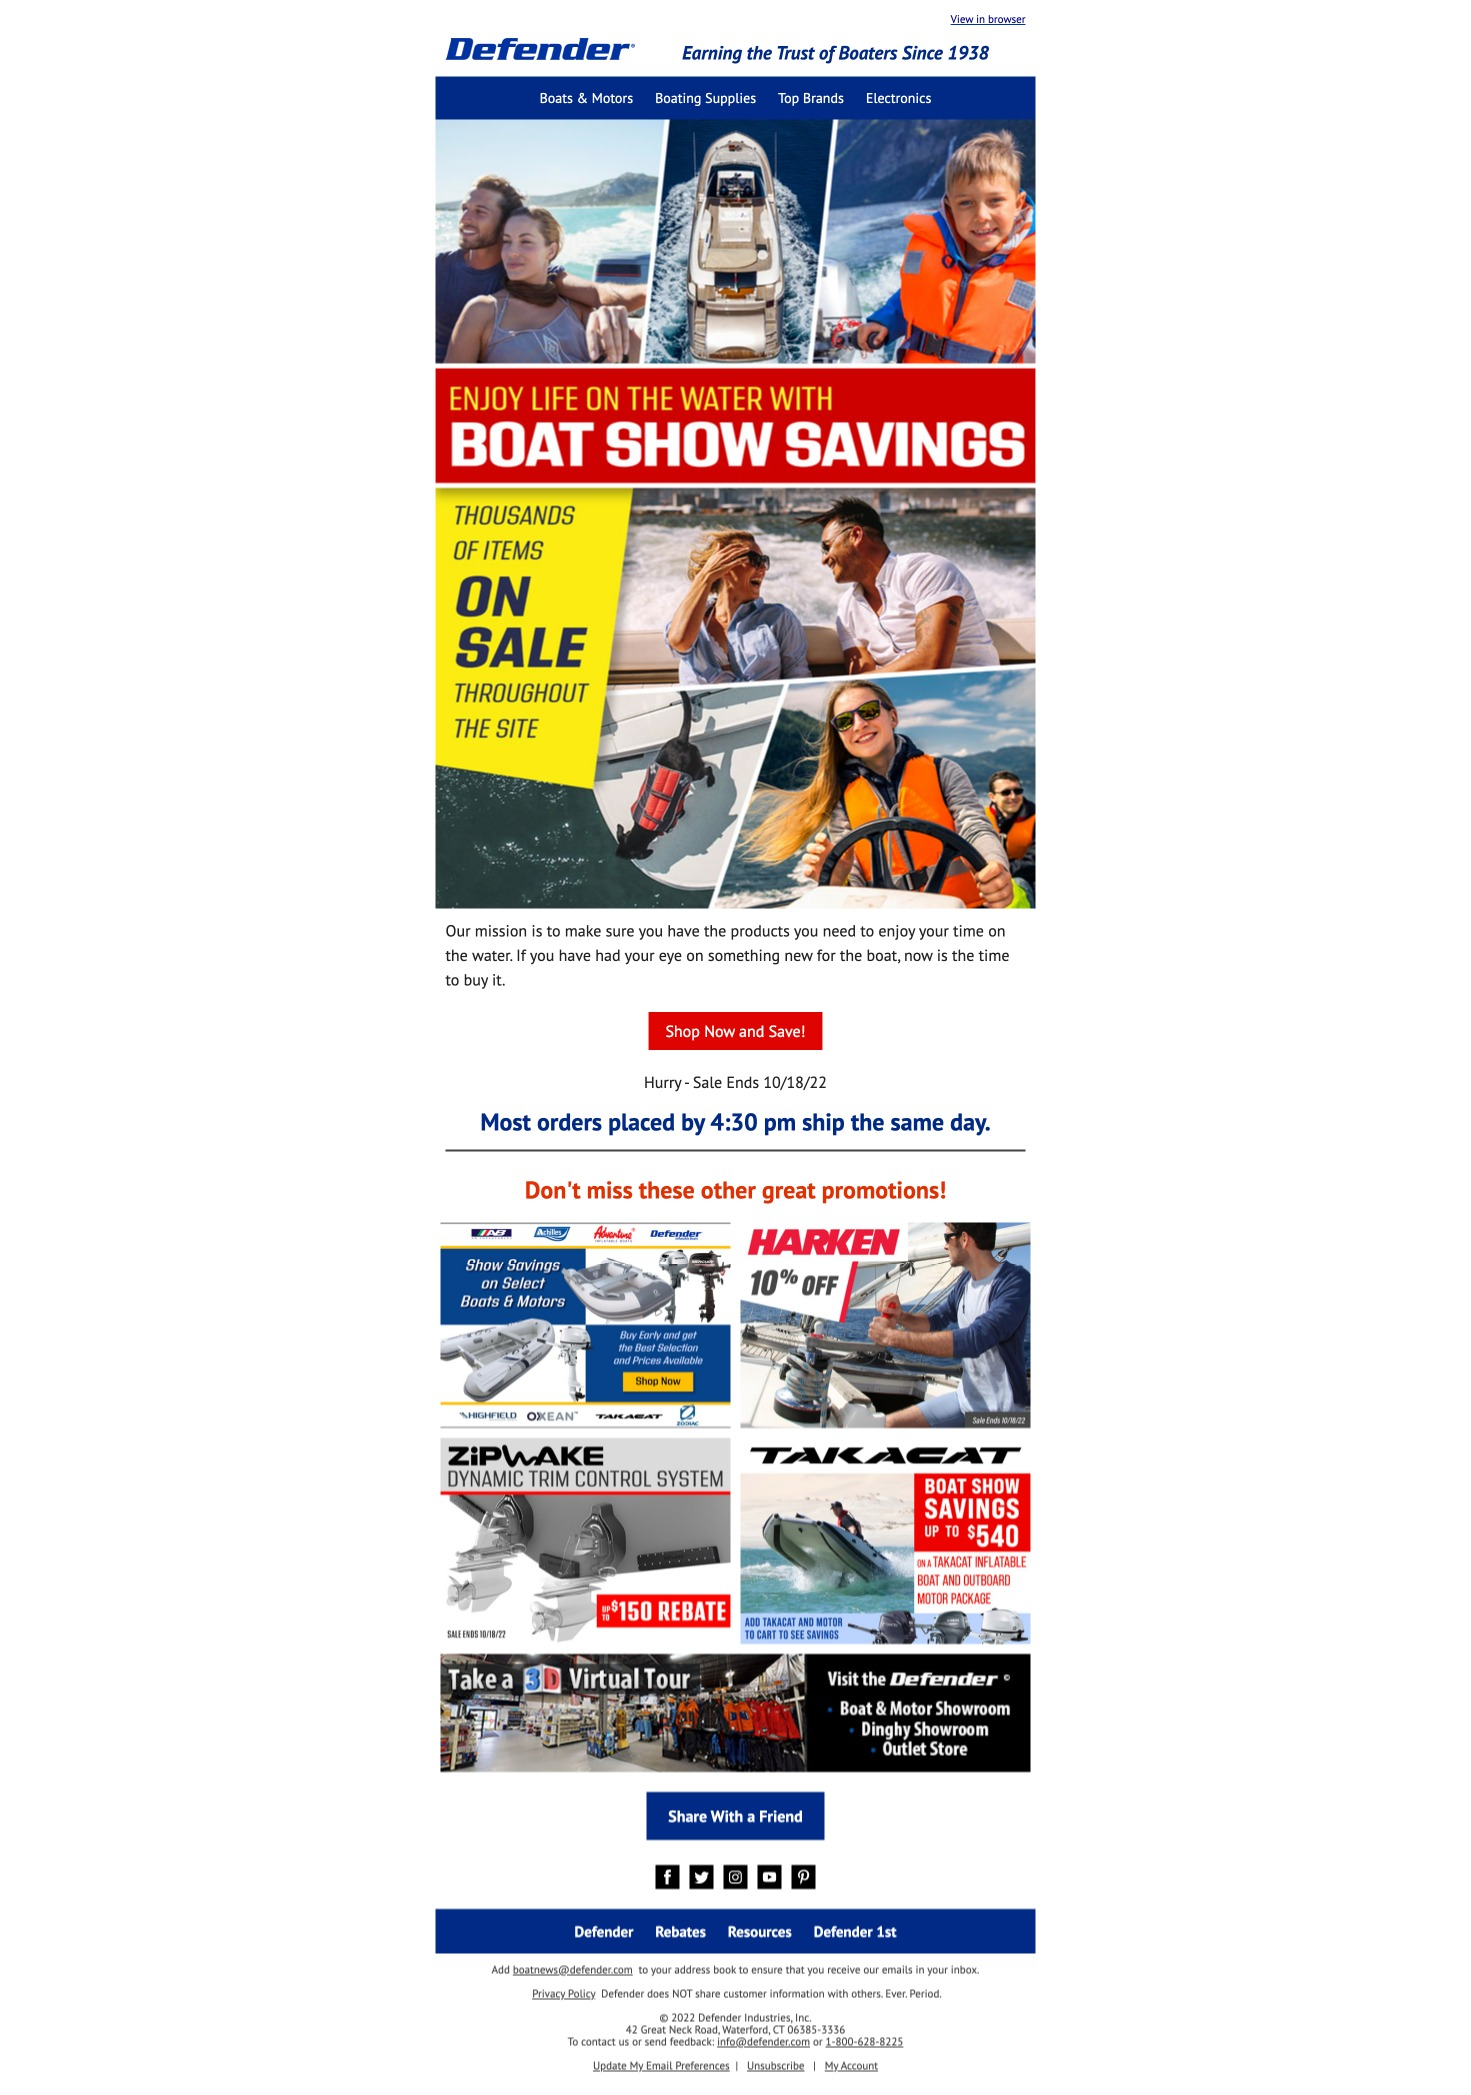 View in browser
Defender
Earning the Trust of Boaters Since 1938
Boats & Motors Boating Supplies Top Brands Electronics
ENJOY LIFE ON THE WATER WITH
BOAT SHOW SAVINGS
THOUSANDS
OF ITEMS
ON
SALE
THROUGHOUT
THE SITE
Our mission is to make sure you have the products you need to enjoy your time on
the water. If you have had your eye on something new for the boat, now is the time
to buy it.
Shop Now and Save!
Hurry - Sale Ends 10/18/22
Most orders placed by 4:30 pm ship the same day.
Don't miss these other great promotions!
AB Achilles Adventure Defender
Show Savings
on Select
Boats & Motors
Buy Early and get
the Best Selection
and Prices Available
Shop Now
HIGHFIELD OXXEAN TAKACAT ZODIAC
HARKEN
10% OFF
Sale Ends 10/18/22
ZiPWAKE
DYNAMIC TRIM CONTROL SYSTEM
UP TO $150 REBATE
SALE ENDS 10/18/22
TAKACAT
BOAT SHOW
SAVINGS
UP TO $540
ON A TAKACAT INFLATABLE
BOAT AND OUTBOARD
MOTOR PACKAGE
ADD TAKACAT AND MOTOR
TO CART TO SEE SAVINGS
Take a 3D Virtual Tour
Visit the Defender ©
• Boat & Motor Showroom
• Dinghy Showroom
• Outlet Store
Share With a Friend
Defender Rebates Resources Defender 1st
Add boatnews@defender.com to your address book to ensure that you receive our emails in your inbox.
Privacy Policy Defender does NOT share customer information with others. Ever. Period.
© 2022 Defender Industries, Inc.
42 Great Neck Road, Waterford, CT 06385-3336
To contact us or send feedback: info@defender.com or 1-800-628-8225
Update My Email Preferences | Unsubscribe | My Account